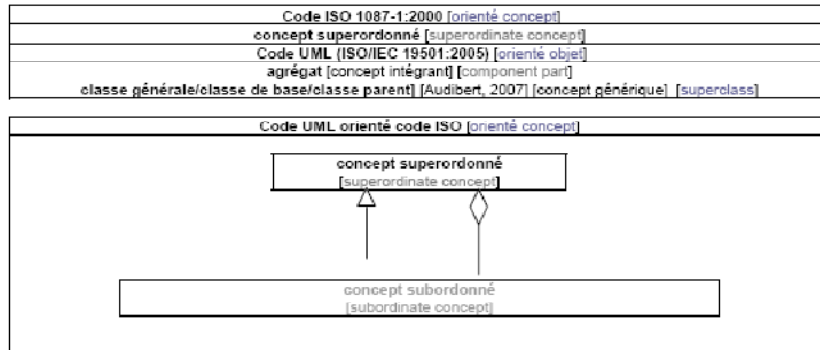 Code ISO 1087-1:2000 [orienté concept]
concept superordonné [superordinate concept]
Code UML (ISO/IEC 19501:2005) [orienté objet]
agrégat [concept intégrant] [component part]
classe générale/classe de base/classe parent] [Audibert, 2007] [concept générique] [superclass]
Code UML orienté code ISO [orienté concept]
concept superordonné
[superordinate concept]
concept subordonné
[subordinate concept]